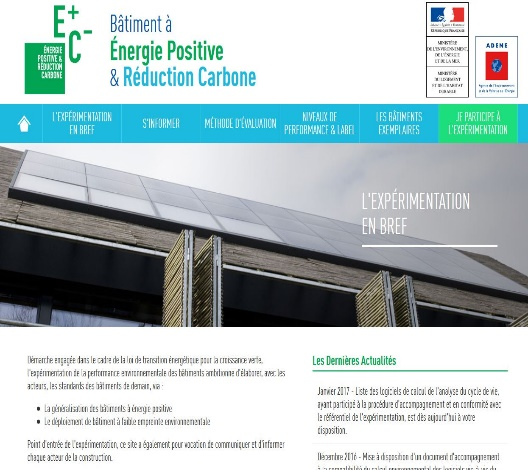 E+
C-
ÉNERGIE
POSITIVE &
RÉDUCTION
CARBONE
Bâtiment à
Énergie Positive
& Réduction Carbone
RÉPUBLIQUE FRANÇAISE
MINISTÈRE
DE L'ENVIRONNEMENT,
DE L'ÉNERGIE
ET DE LA MER
MINISTÈRE
DU LOGEMENT
ET DE L'HABITAT
DURABLE
ADEME
L'EXPÉRIMENTATION
EN BREF
S'INFORMER
MÉTHODE D'ÉVALUATION
NIVEAUX DE
PERFORMANCE & LABEL
LES BÂTIMENTS
EXEMPLAIRES
JE PARTICIPE À
L'EXPÉRIMENTATION
L'EXPÉRIMENTATION
EN BREF
Démarche engagée dans le cadre de la loi de transition énergétique pour la croissance verte,
l'expérimentation de la performance environnementale des bâtiments ambitionne d'élaborer, avec les
acteurs, les standards des bâtiments de demain, via :
• La généralisation des bâtiments à énergie positive
• Le déploiement de bâtiment à faible empreinte environnementale
Point d'entrée de l'expérimentation, ce site a également pour vocation de communiquer et d'informer
chaque acteur de la construction.
Les Dernières Actualités
Janvier 2017 - Liste des logiciels de calcul de l'analyse du cycle de vie,
ayant participé à la procédure d'accompagnement et en conformité avec
le référentiel de l'expérimentation, est dès aujourd'hui à votre
disposition.
Décembre 2016 - Mise à disposition d'un document d'accompagnement